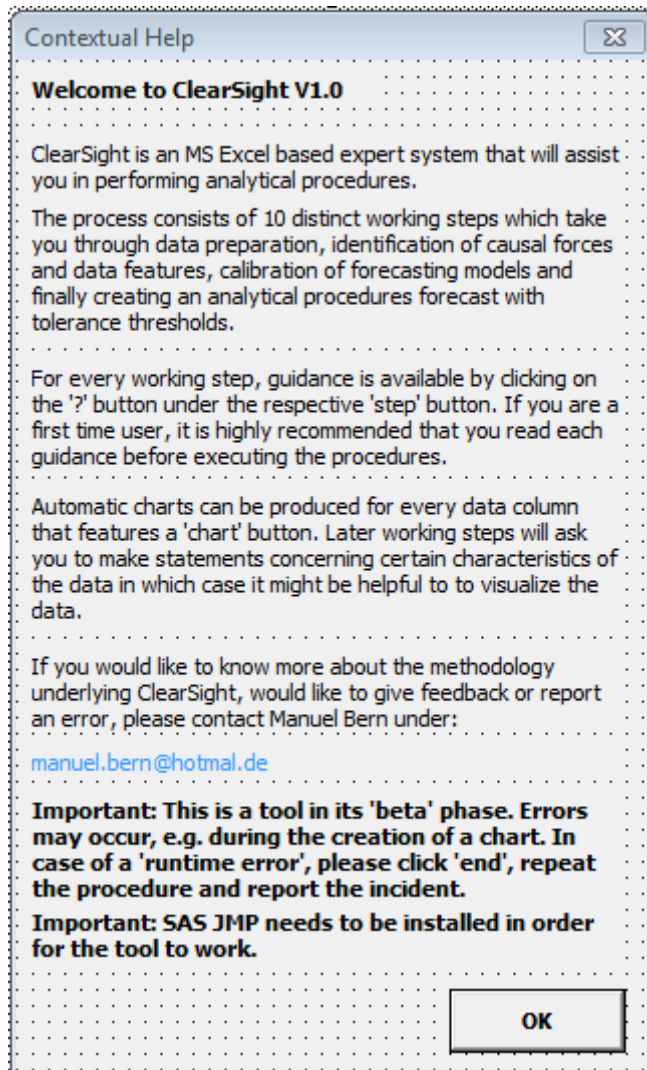 Contextual Help
Welcome to ClearSight V1.0
ClearSight is an MS Excel based expert system that will assist
you in performing analytical procedures.
The process consists of 10 distinct working steps which take
you through data preparation, identification of causal forces
and data features, calibration of forecasting models and
finally creating an analytical procedures forecast with
tolerance thresholds.
For every working step, guidance is available by clicking on
the '?' button under the respective 'step' button. If you are a
first time user, it is highly recommended that you read each
guidance before executing the procedures.
Automatic charts can be produced for every data column
that features a 'chart' button. Later working steps will ask
you to make statements concerning certain characteristics of
the data in which case it might be helpful to to visualize the
data.
If you would like to know more about the methodology
underlying ClearSight, would like to give feedback or report
an error, please contact Manuel Bern under:
manuel.bern@hotmal.de
Important: This is a tool in its 'beta' phase. Errors
may occur, e.g. during the creation of a chart. In
case of a 'runtime error', please click 'end', repeat
the procedure and report the incident.
Important: SAS JMP needs to be installed in order
for the tool to work.
OK